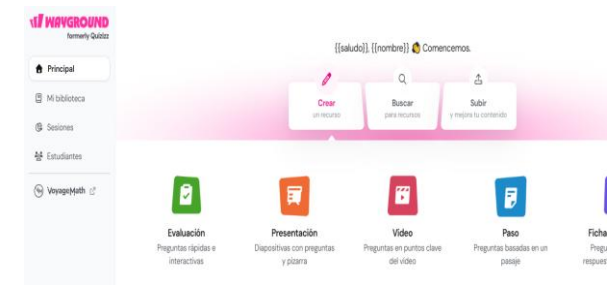 WAYGROUND
formerly Quizizz
Principal
Mi biblioteca
Sesiones
Estudiantes
VoyageMath
{{saludo}}, {{nombre}} Comencemos.
Crear
un recurso
Buscar
para recursos
Subir
y mejora tu contenido
Evaluación
Preguntas rápidas e
interactivas
Presentación
Diapositivas con preguntas
y pizarra
Video
Preguntas en puntos clave
del video
Paso
Preguntas basadas en un
pasaje
Ficha
Pregu
respuest